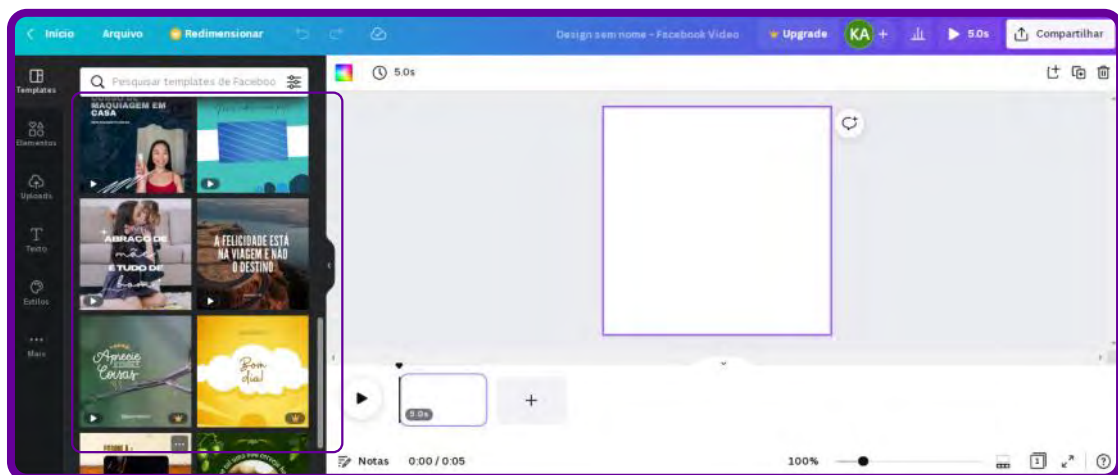 Início Arquivo Redimensionar Design sem nome - Facebook Video Upgrade KA + 5.0s Compartilhar
Templates
Pesquisar templates de Faceboo
5.0s
MAQUIAGEM EM
CASA
Elementos
Uploads
Texto
ABRAÇO DE
mãe
É TUDO DE
bom
A FELICIDADE ESTÁ
NA VIAGEM E NÃO
O DESTINO
Estilos
Mais
Aprecie
Coisas
Bom
dia!
5.0s
+
Notas 0:00 / 0:05
100%
1
?